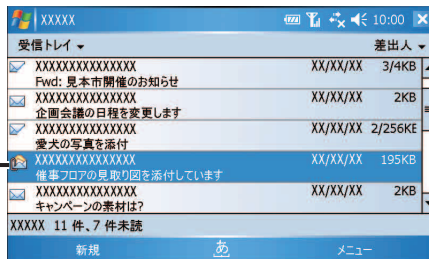 XXXXX 10:00
受信トレイ 差出人
XXXXXXXXXXXXXXX XX/XX/XX 3/4KB
Fwd: 見本市開催のお知らせ
XXXXXXXXXXXXXXX XX/XX/XX 2KB
企画会議の日程を変更します
XXXXXXXXXXXXXXX XX/XX/XX 2/256KE
愛犬の写真を添付
XXXXXXXXXXXXXXX XX/XX/XX 195KB
催事フロアの見取り図を添付しています
XXXXXXXXXXXXXXX XX/XX/XX 2KB
キャンペーンの素材は?
XXXXX 11 件、7 件未読
新規 あ メニュー